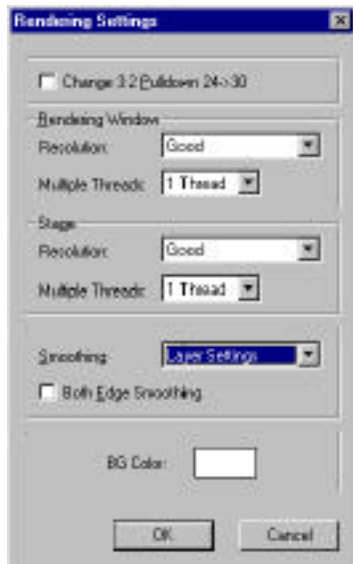 Rendering Settings
Change 3:2 Pulldown 24->30
Rendering Window
Resolution: Good
Multiple Threads: 1 Thread
Stage
Resolution: Good
Multiple Threads: 1 Thread
Smoothing: Layer Settings
Both Edge Smoothing
BG Color:
OK Cancel